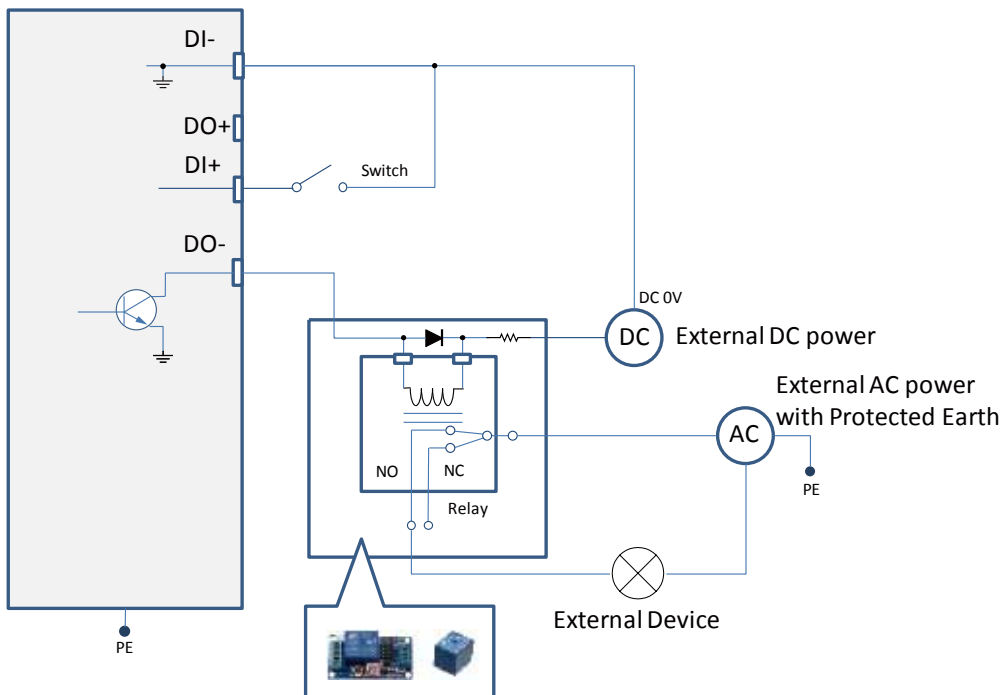 DI-
DO+
DI+
Switch
DO-
DC 0V
DC
External DC power
External AC power
with Protected Earth
AC
NO
NC
PE
Relay
External Device
PE